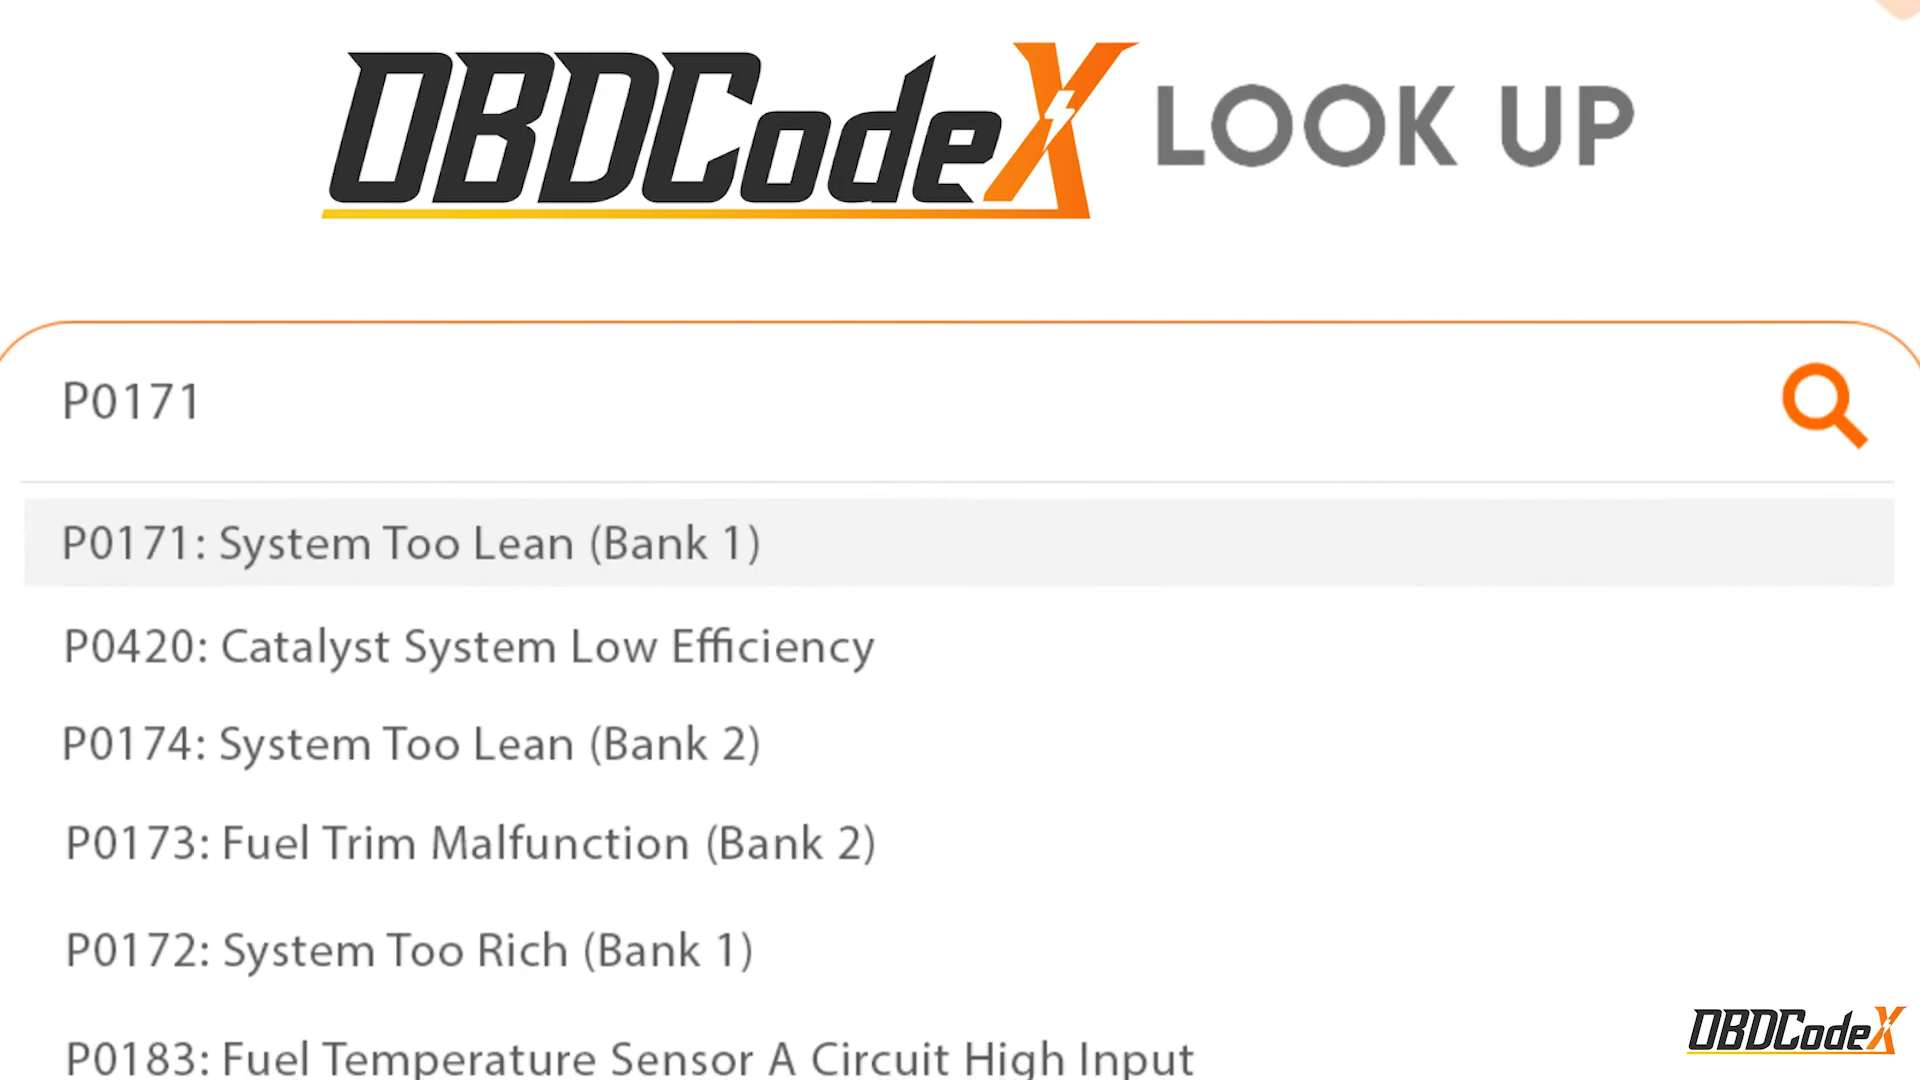 OBDCodeX LOOK UP
P0171
P0171: System Too Lean (Bank 1)
P0420: Catalyst System Low Efficiency
P0174: System Too Lean (Bank 2)
P0173: Fuel Trim Malfunction (Bank 2)
P0172: System Too Rich (Bank 1)
P0183: Fuel Temperature Sensor A Circuit High Input
OBDCodeX